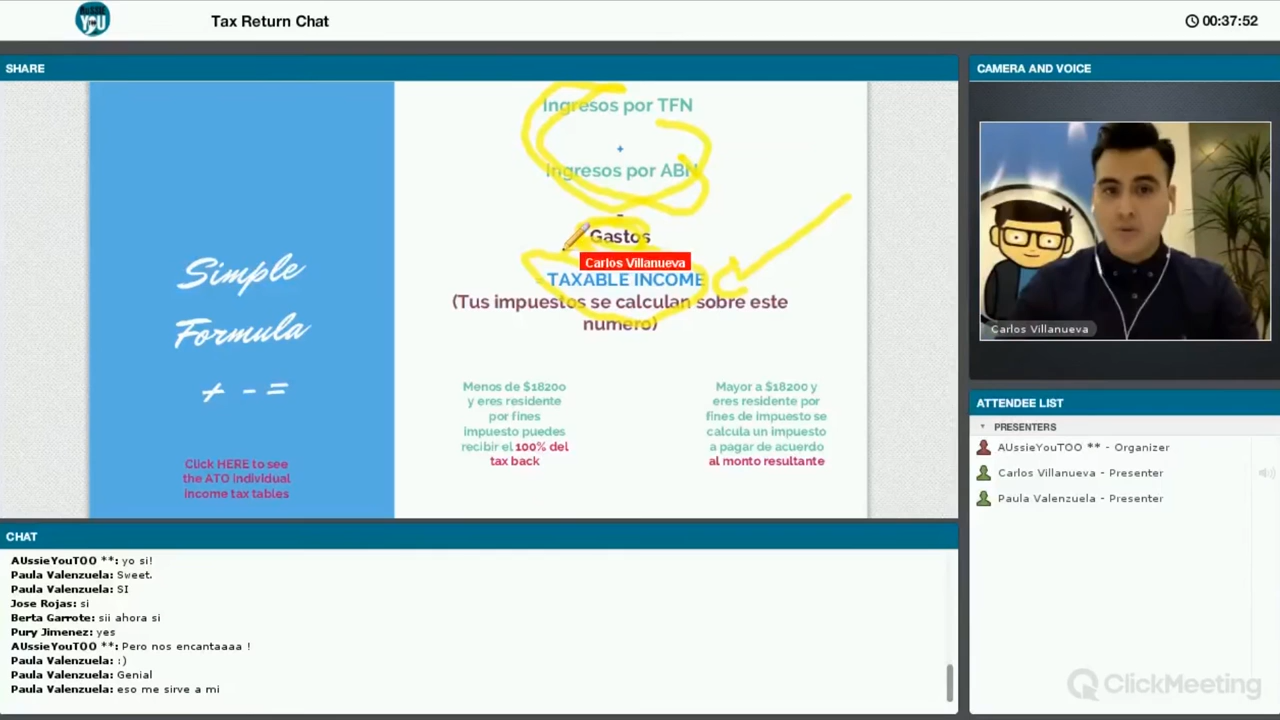 AUSSIE
YOU
TOO
Tax Return Chat
00:37:52
SHARE
Simple
Formula
+ - =
Click HERE to see
the ATO individual
income tax tables
Ingresos por TFN
+
Ingresos por ABN
-
Gastos
Carlos Villanueva
= TAXABLE INCOME
(Tus impuestos se calculan sobre este
numero)
Menos de $18200
y eres residente
por fines
impuesto puedes
recibir el 100% del
tax back
Mayor a $18200 y
eres residente por
fines de impuesto se
calcula un impuesto
a pagar de acuerdo
al monto resultante
CAMERA AND VOICE
Carlos Villanueva
ATTENDEE LIST
PRESENTERS
AUssieYouTOO ** - Organizer
Carlos Villanueva - Presenter
Paula Valenzuela - Presenter
CHAT
AUssieYouTOO **: yo si!
Paula Valenzuela: Sweet.
Paula Valenzuela: SI
Jose Rojas: si
Berta Garrote: sii ahora si
Pury Jimenez: yes
AUssieYouTOO **: Pero nos encantaaaa !
Paula Valenzuela: :)
Paula Valenzuela: Genial
Paula Valenzuela: eso me sirve a mi
ClickMeeting